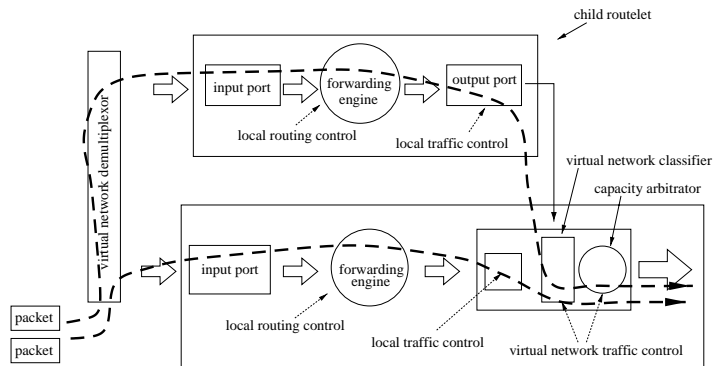 child routelet
virtual network demultiplexor
input port
forwarding
engine
output port
local routing control
local traffic control
virtual network classifier
capacity arbitrator
input port
forwarding
engine
packet
packet
local routing control
local traffic control
virtual network traffic control